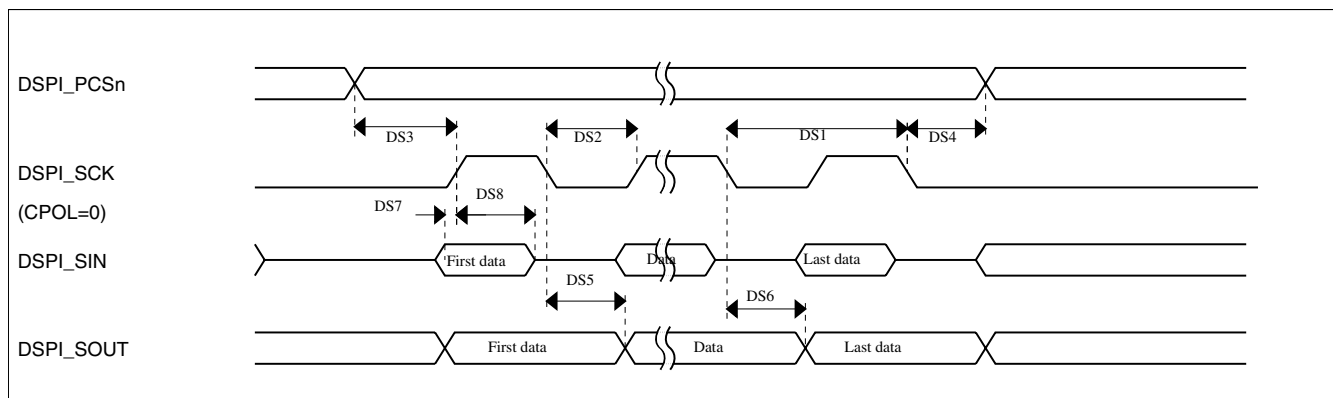 DSPI_PCSn
DS3
DS2
DS1
DS4
DSPI_SCK
(CPOL=0)
DS7
DS8
DSPI_SIN
First data
Data
Last data
DS5
DS6
DSPI_SOUT
First data
Data
Last data